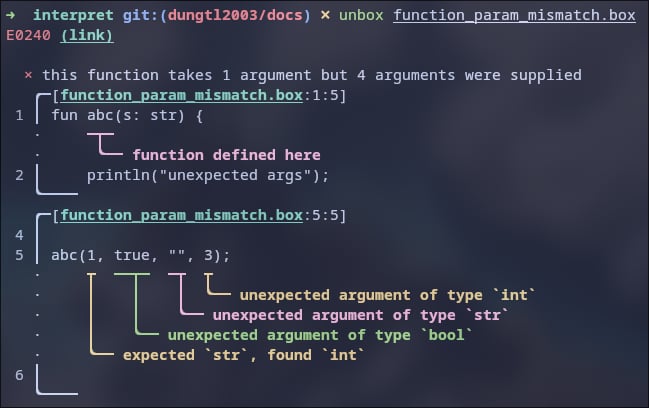 → interpret git:(dungtl2003/docs) × unbox function_param_mismatch.box
E0240 (link)
× this function takes 1 argument but 4 arguments were supplied
[function_param_mismatch.box:1:5]
1 fun abc(s: str) {
function defined here
2 println("unexpected args");
[function_param_mismatch.box:5:5]
4
5 abc(1, true, "", 3);
unexpected argument of type `int`
unexpected argument of type `str`
unexpected argument of type `bool`
expected `str`, found `int`
6